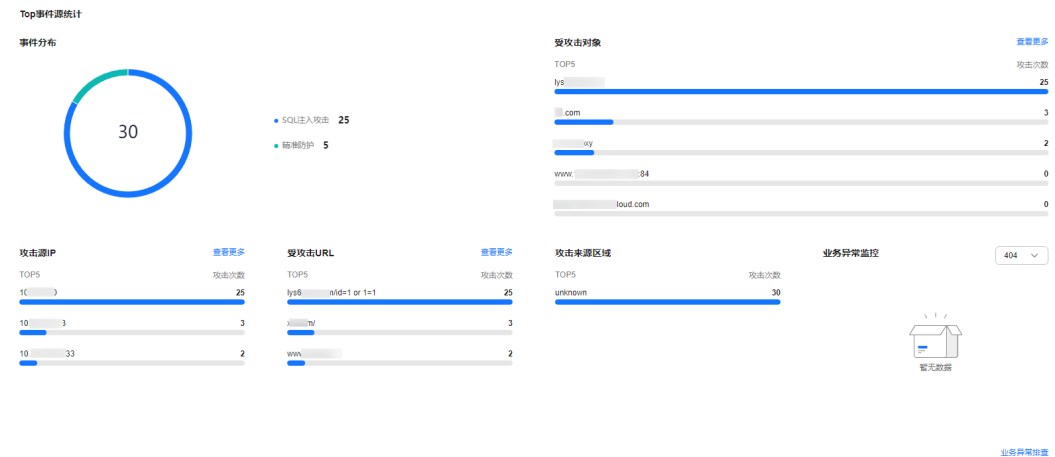 Top事件源统计
事件分布
30
SQL注入攻击 25
精准防护 5
受攻击对象 查看更多
TOP5 攻击次数
lys 25
.com 3
xy 2
www. :84 0
loud.com 0
攻击源IP 查看更多
TOP5 攻击次数
10 0 25
10 3 3
10. 33 2
受攻击URL 查看更多
TOP5 攻击次数
lys6 n/id=1 or 1=1 25
m/ 3
www 2
攻击来源区域
TOP5 攻击次数
unknown 30
业务异常监控 404
暂无数据
业务异常排查